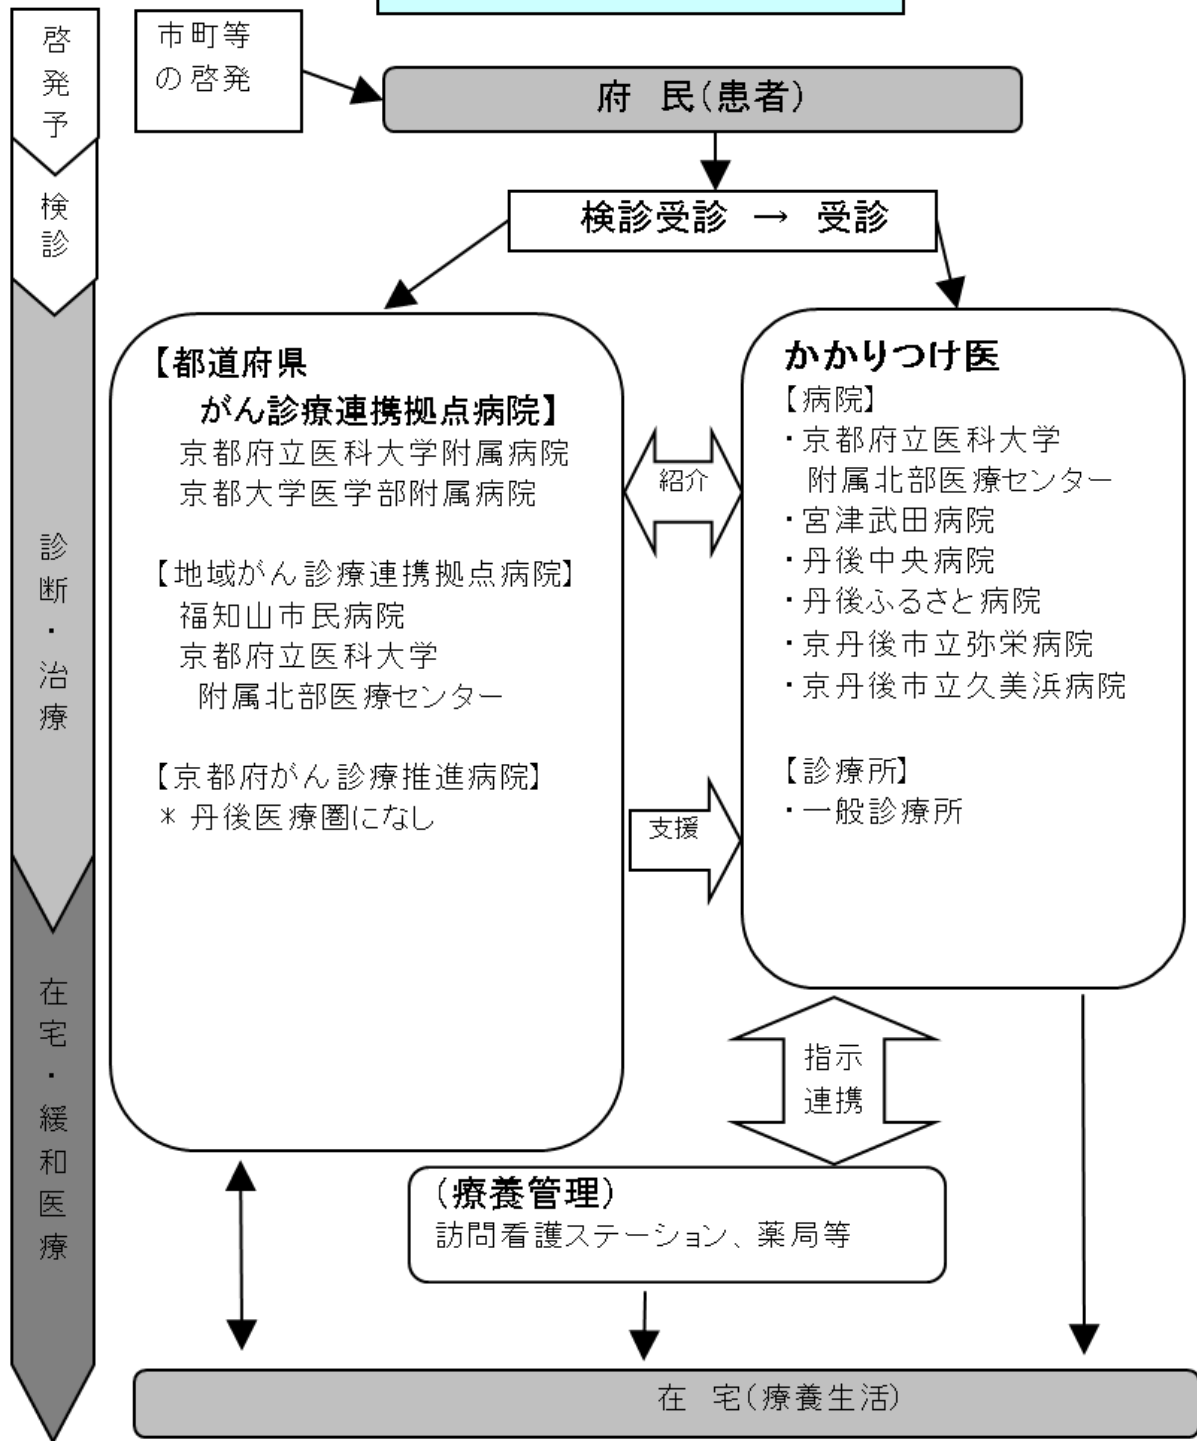 啓発予
市町等
の啓発
府 民(患者)
検診
検診受診 → 受診
【都道府県
がん診療連携拠点病院】
京都府立医科大学附属病院
京都大学医学部附属病院
【地域がん診療連携拠点病院】
福知山市民病院
京都府立医科大学
附属北部医療センター
【京都府がん診療推進病院】
* 丹後医療圏になし
紹介
支援
かかりつけ医
【病院】
・京都府立医科大学
附属北部医療センター
・宮津武田病院
・丹後中央病院
・丹後ふるさと病院
・京丹後市立弥栄病院
・京丹後市立久美浜病院
【診療所】
・一般診療所
診断・治療
指示
連携
在宅・緩和医療
(療養管理)
訪問看護ステーション、薬局等
在 宅(療養生活)